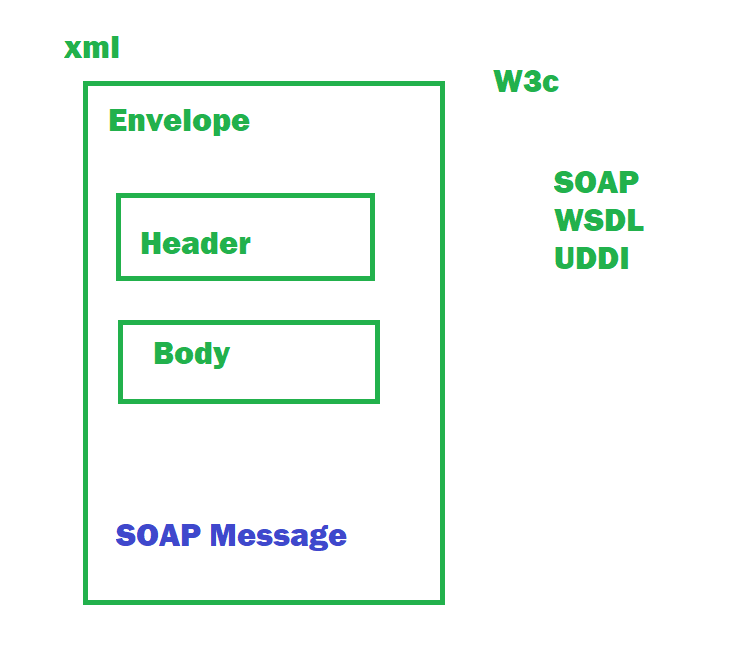 xml
W3c
Envelope
SOAP
WSDL
UDDI
Header
Body
SOAP Message